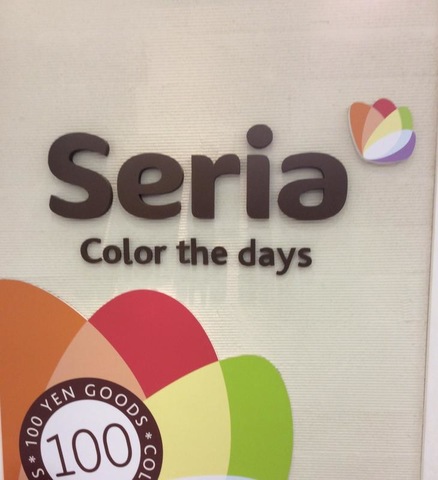 Seria
Color the days
* 100 YEN GOODS *
100